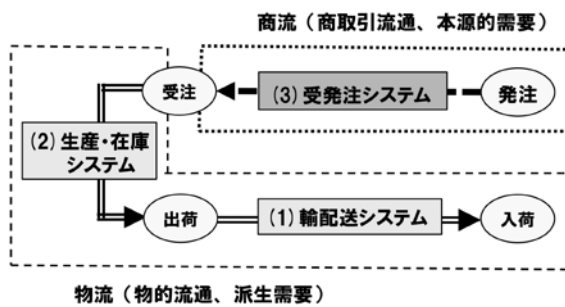 商流（商取引流通、本源的需要）
受注
(3) 受発注システム
発注
(2) 生産・在庫
システム
出荷
(1) 輸配送システム
入荷
物流（物的流通、派生需要）